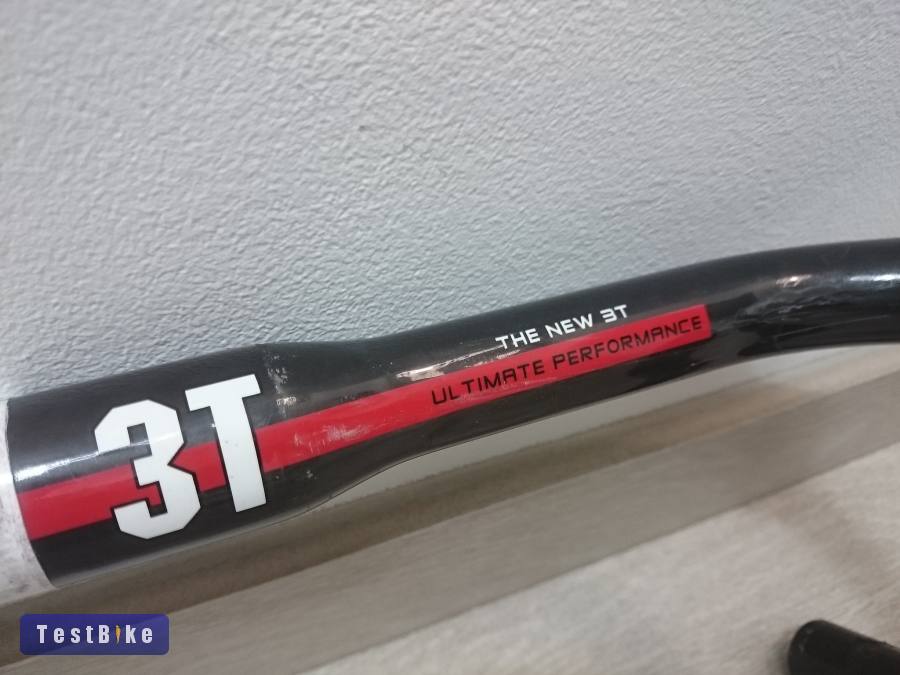 THE NEW 3T
ULTIMATE PERFORMANCE
3T
TestBike